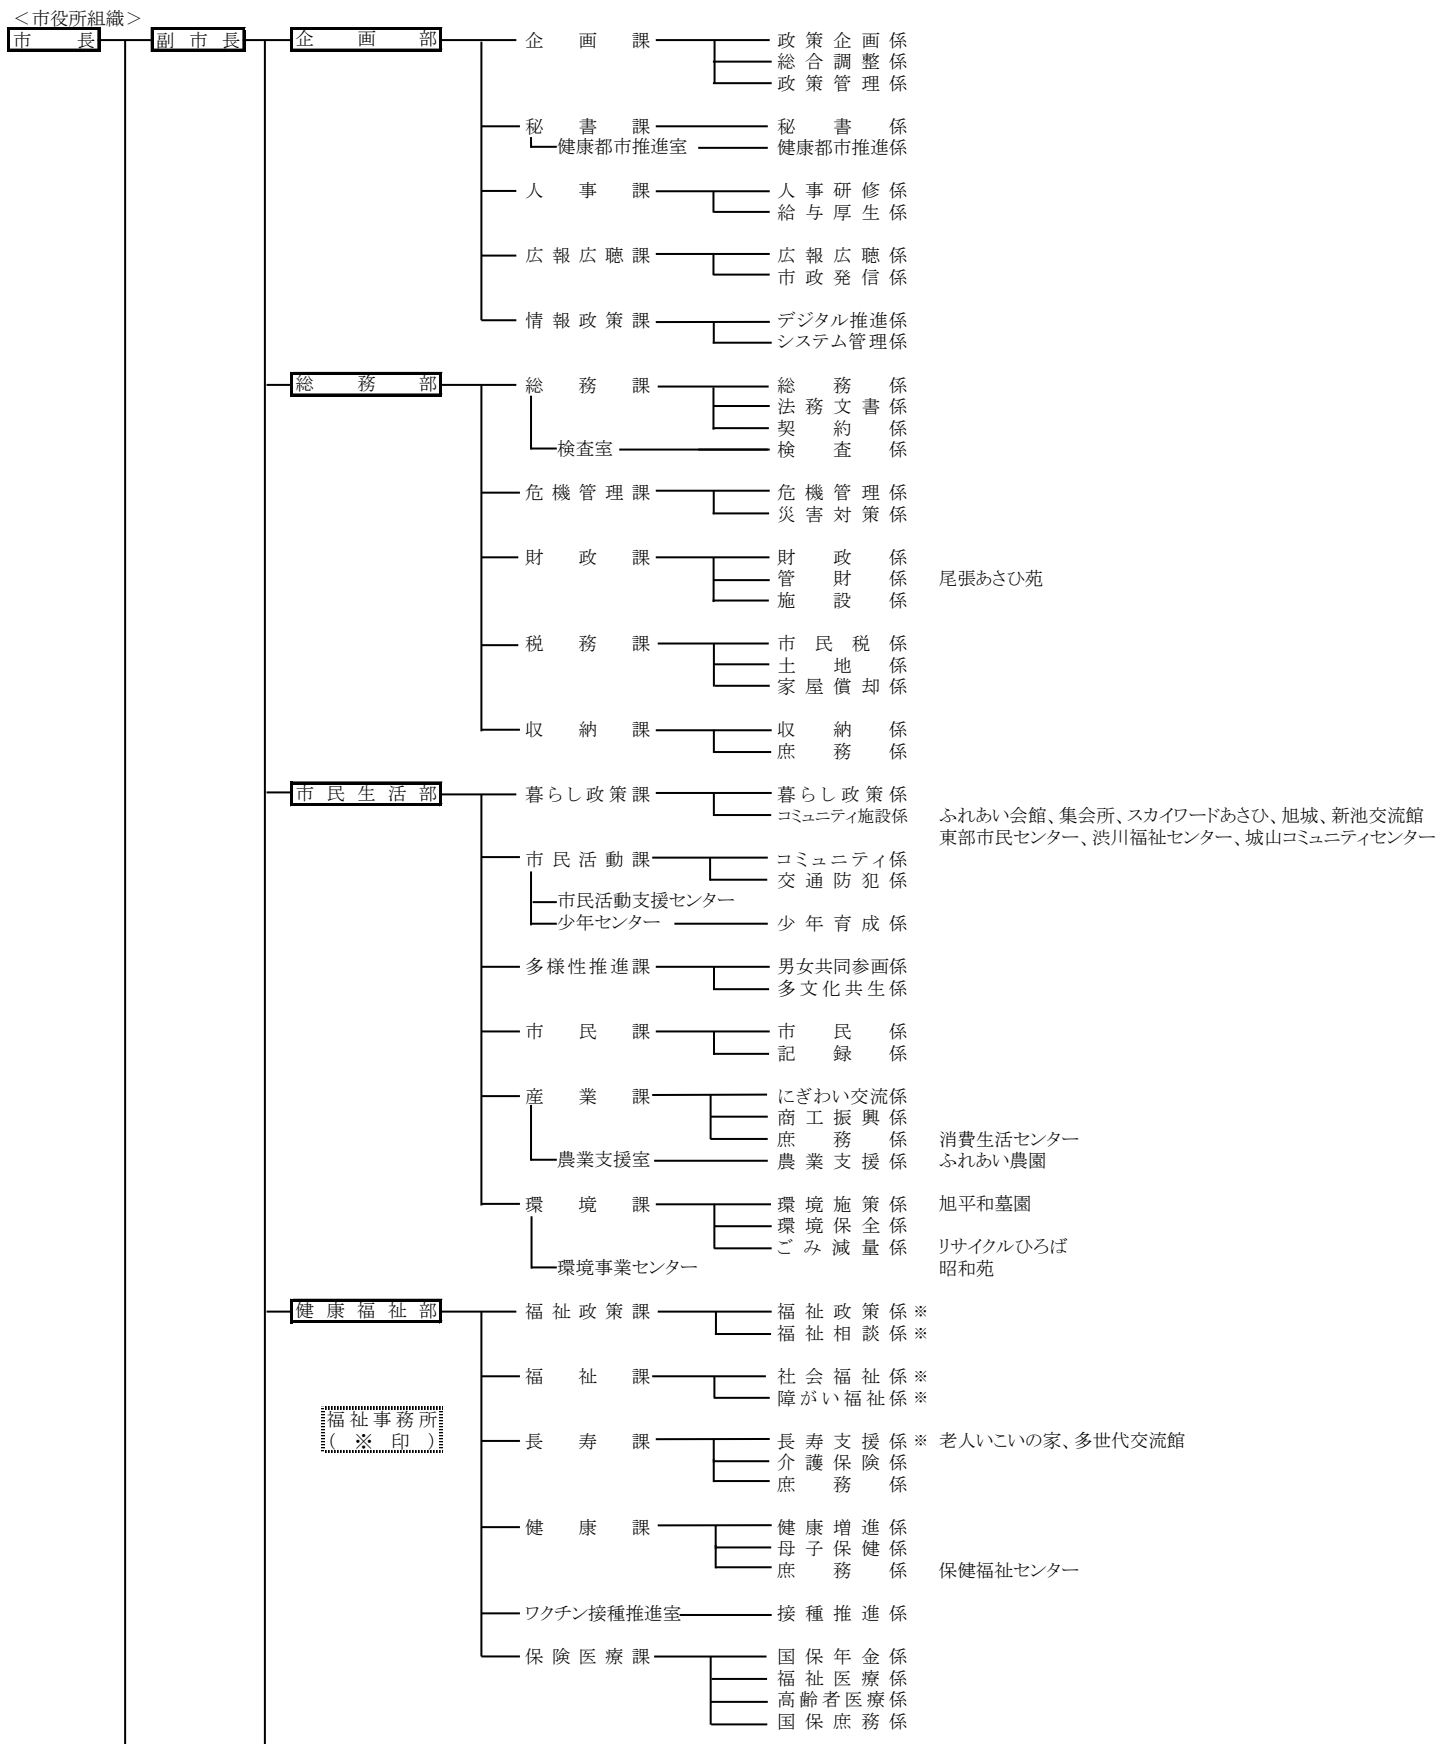 ＜市役所組織＞
市長 副市長 企画部 企画課 政策企画係
総合調整係
政策管理係
秘書課 秘書係
健康都市推進室 健康都市推進係
人事課 人事研修係
給与厚生係
広報広聴課 広報広聴係
市政発信係
情報政策課 デジタル推進係
システム管理係
総務部 総務課 総務係
法務文書係
契約係
検査室 検査係
危機管理課 危機管理係
災害対策係
財政課 財政係
管財係 尾張あさひ苑
施設係
税務課 市民税係
土地係
家屋償却係
収納課 収納係
庶務係
市民生活部 暮らし政策課 暮らし政策係
コミュニティ施設係 ふれあい会館、集会所、スカイワードあさひ、旭城、新池交流館
東部市民センター、渋川福祉センター、城山コミュニティセンター
市民活動課 コミュニティ係
交通防犯係
市民活動支援センター
少年センター 少年育成係
多様性推進課 男女共同参画係
多文化共生係
市民課 市民係
記録係
産業課 にぎわい交流係
商工振興係
庶務係 消費生活センター
農業支援室 農業支援係 ふれあい農園
環境課 環境施策係 旭平和墓園
環境保全係
ごみ減量係 リサイクルひろば
環境事業センター 昭和苑
健康福祉部 福祉政策課 福祉政策係※
福祉相談係※
福祉課 社会福祉係※
障がい福祉係※
福祉事務所
（※印）
長寿課 長寿支援係※ 老人いこいの家、多世代交流館
介護保険係
庶務係
健康課 健康増進係
母子保健係
庶務係 保健福祉センター
ワクチン接種推進室 接種推進係
保険医療課 国保年金係
福祉医療係
高齢者医療係
国保庶務係